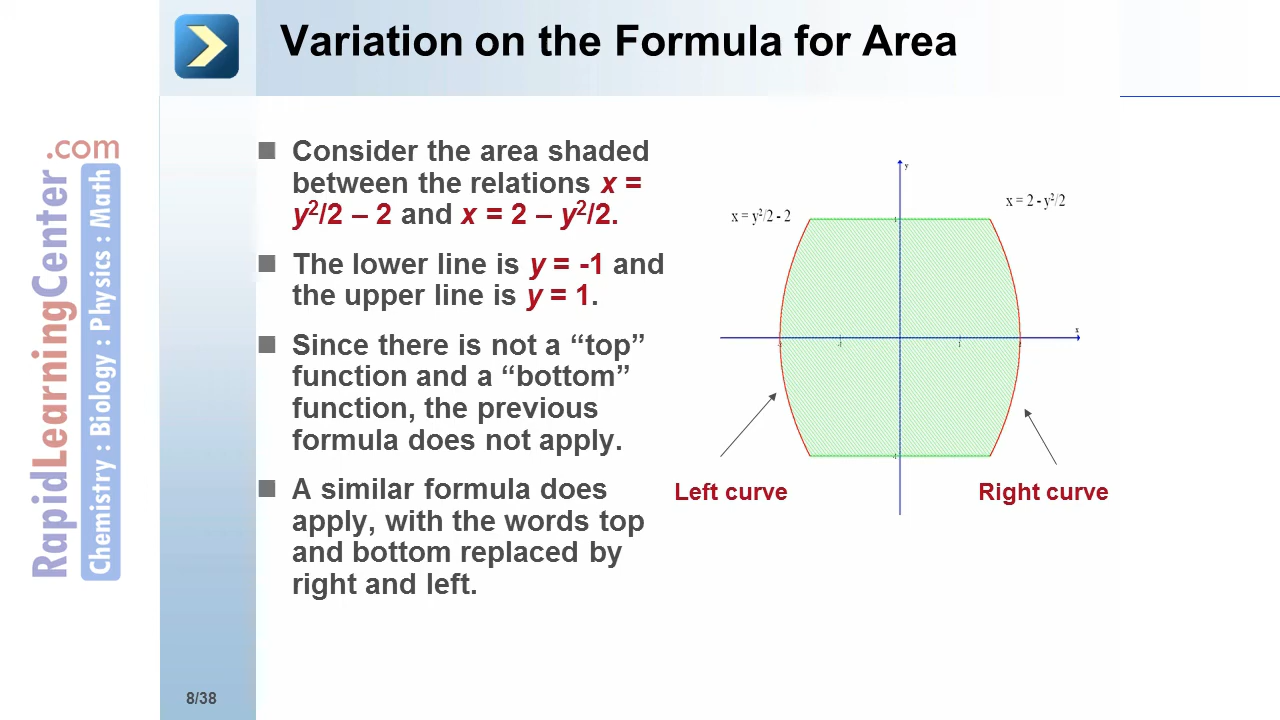 Variation on the Formula for Area
RapidLearningCenter.com
Chemistry : Biology : Physics : Math
■ Consider the area shaded
between the relations x =
y²/2 – 2 and x = 2 – y²/2.
■ The lower line is y = -1 and
the upper line is y = 1.
■ Since there is not a “top”
function and a “bottom”
function, the previous
formula does not apply.
■ A similar formula does
apply, with the words top
and bottom replaced by
right and left.
y
x = y²/2 - 2
x = 2 - y²/2
x
Left curve
Right curve
8/38